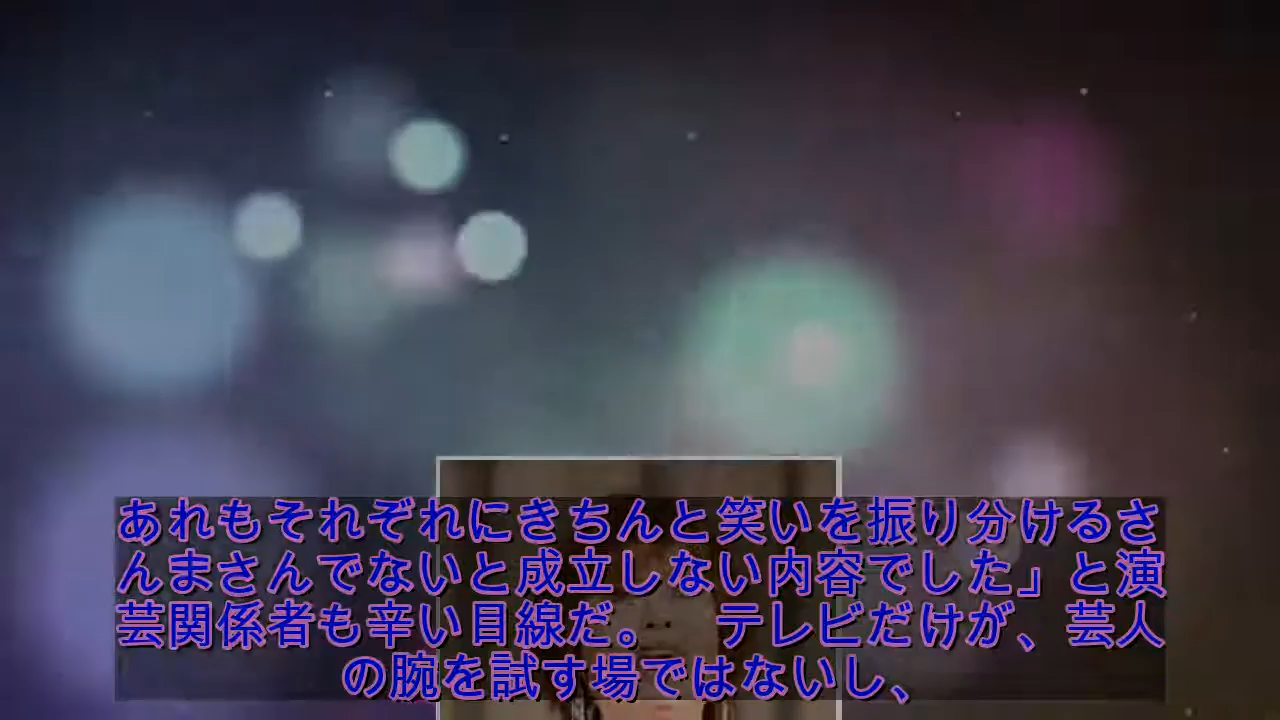 あれもそれぞれにきちんと笑いを振り分けるさ
んまさんでないと成立しない内容でした」と演
芸関係者も辛い目線だ。　テレビだけが、芸人
の腕を試す場ではないし、